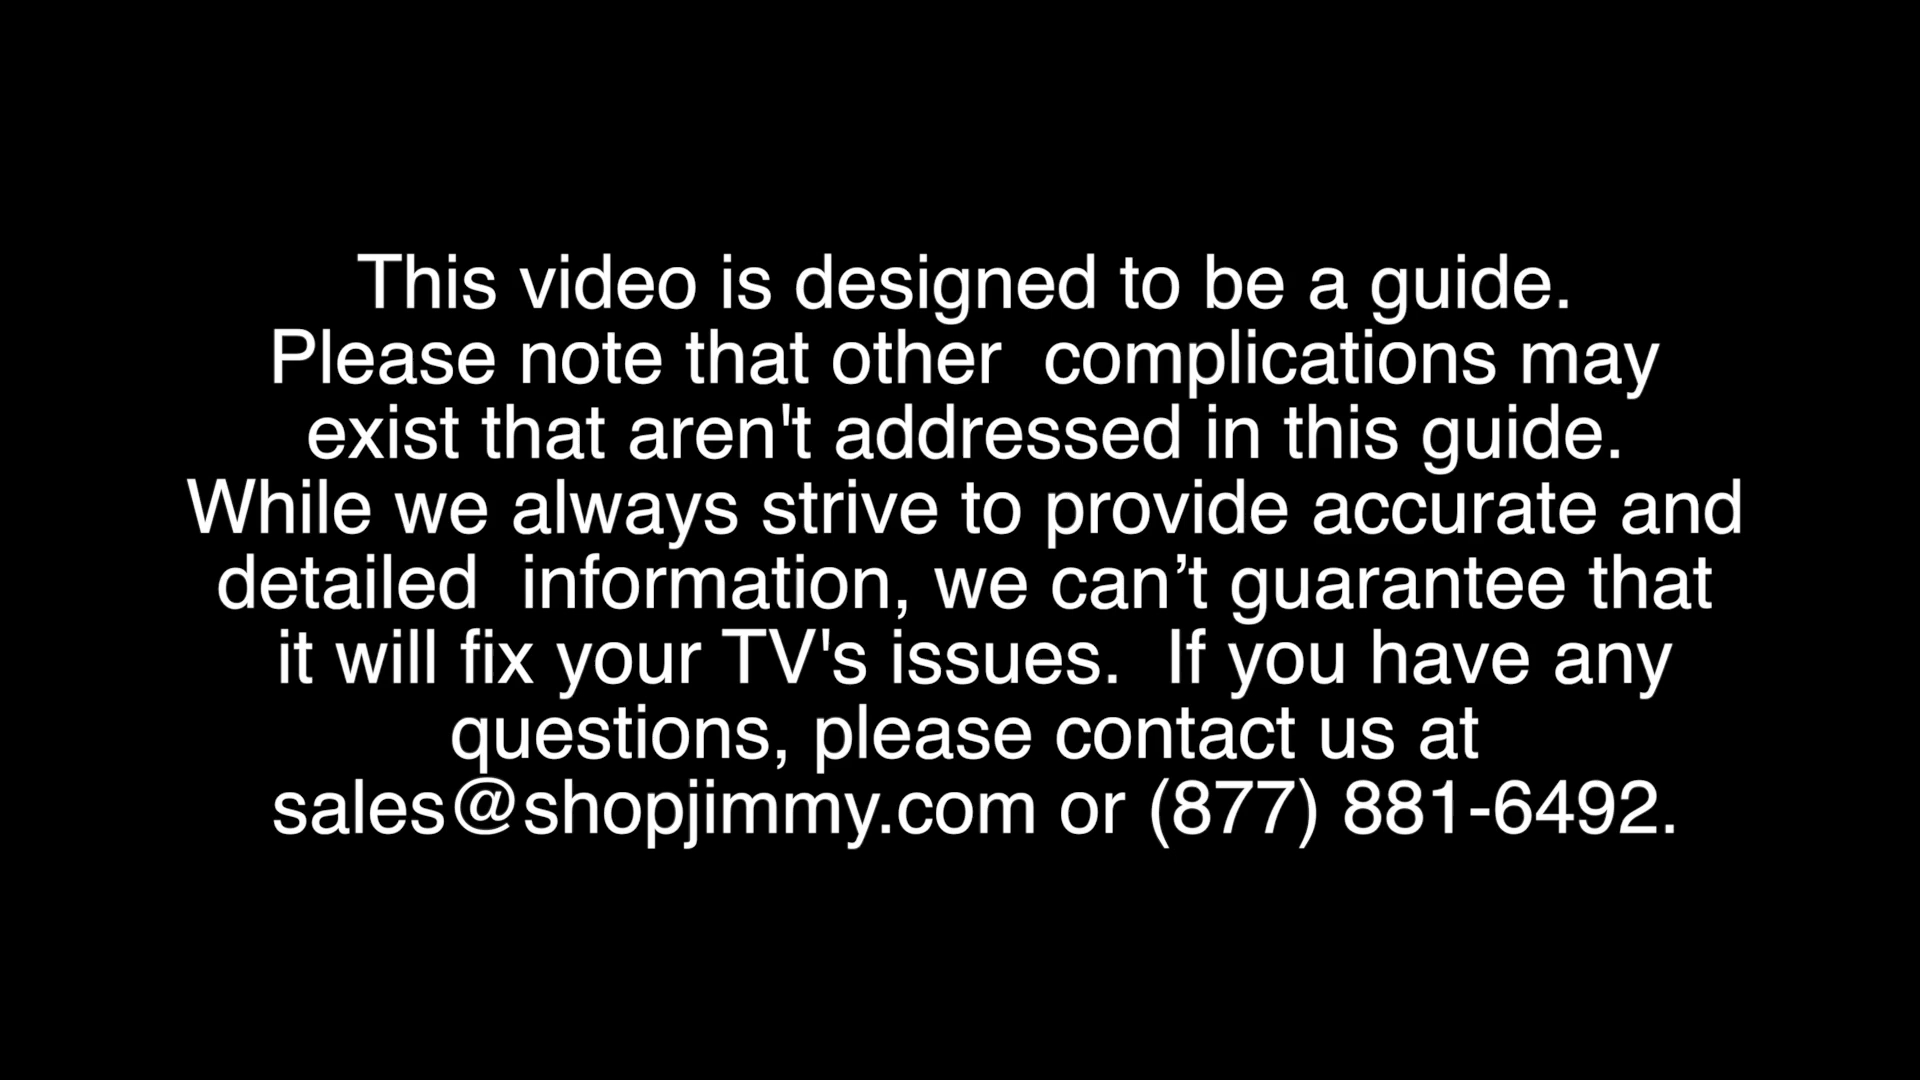 This video is designed to be a guide.
Please note that other  complications may
exist that aren't addressed in this guide.
While we always strive to provide accurate and
detailed  information, we can’t guarantee that
it will fix your TV's issues.  If you have any
questions, please contact us at
sales@shopjimmy.com or (877) 881-6492.